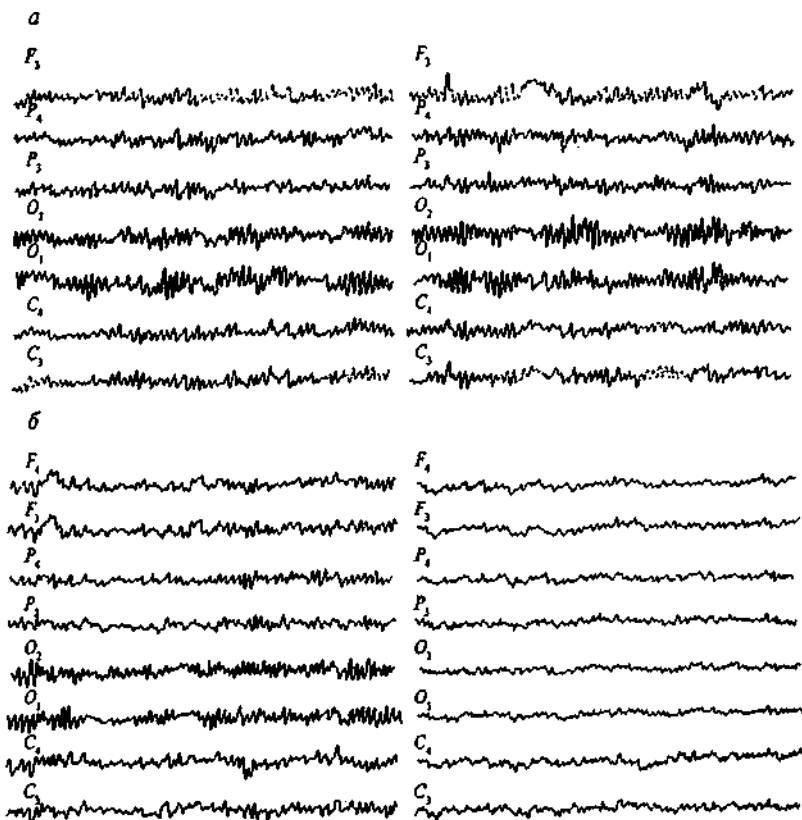 а
F₃
P₄
P₃
O₂
O₁
C₄
C₃
F₃
P₄
P₃
O₂
O₁
C₄
C₃
б
F₄
F₃
P₄
P₃
O₂
O₁
C₄
C₃
F₄
F₃
P₄
P₃
O₂
O₁
C₄
C₃